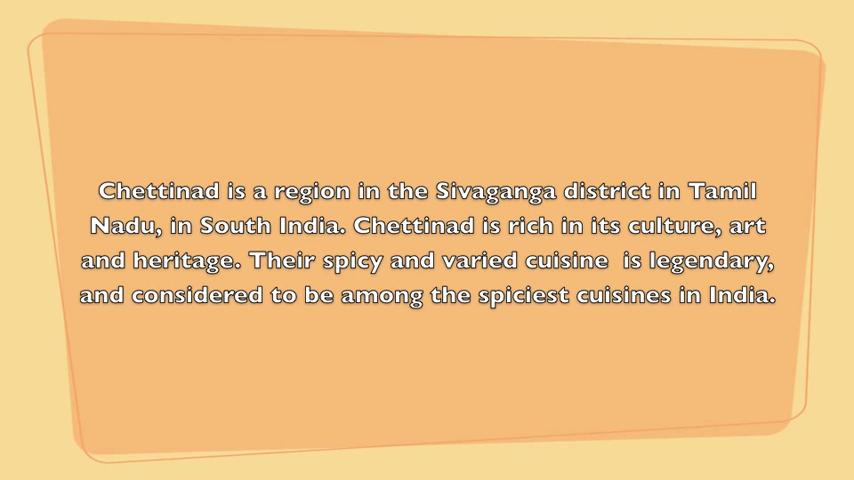 Chettinad is a region in the Sivaganga district in Tamil
Nadu, in South India. Chettinad is rich in its culture, art
and heritage. Their spicy and varied cuisine  is legendary,
and considered to be among the spiciest cuisines in India.